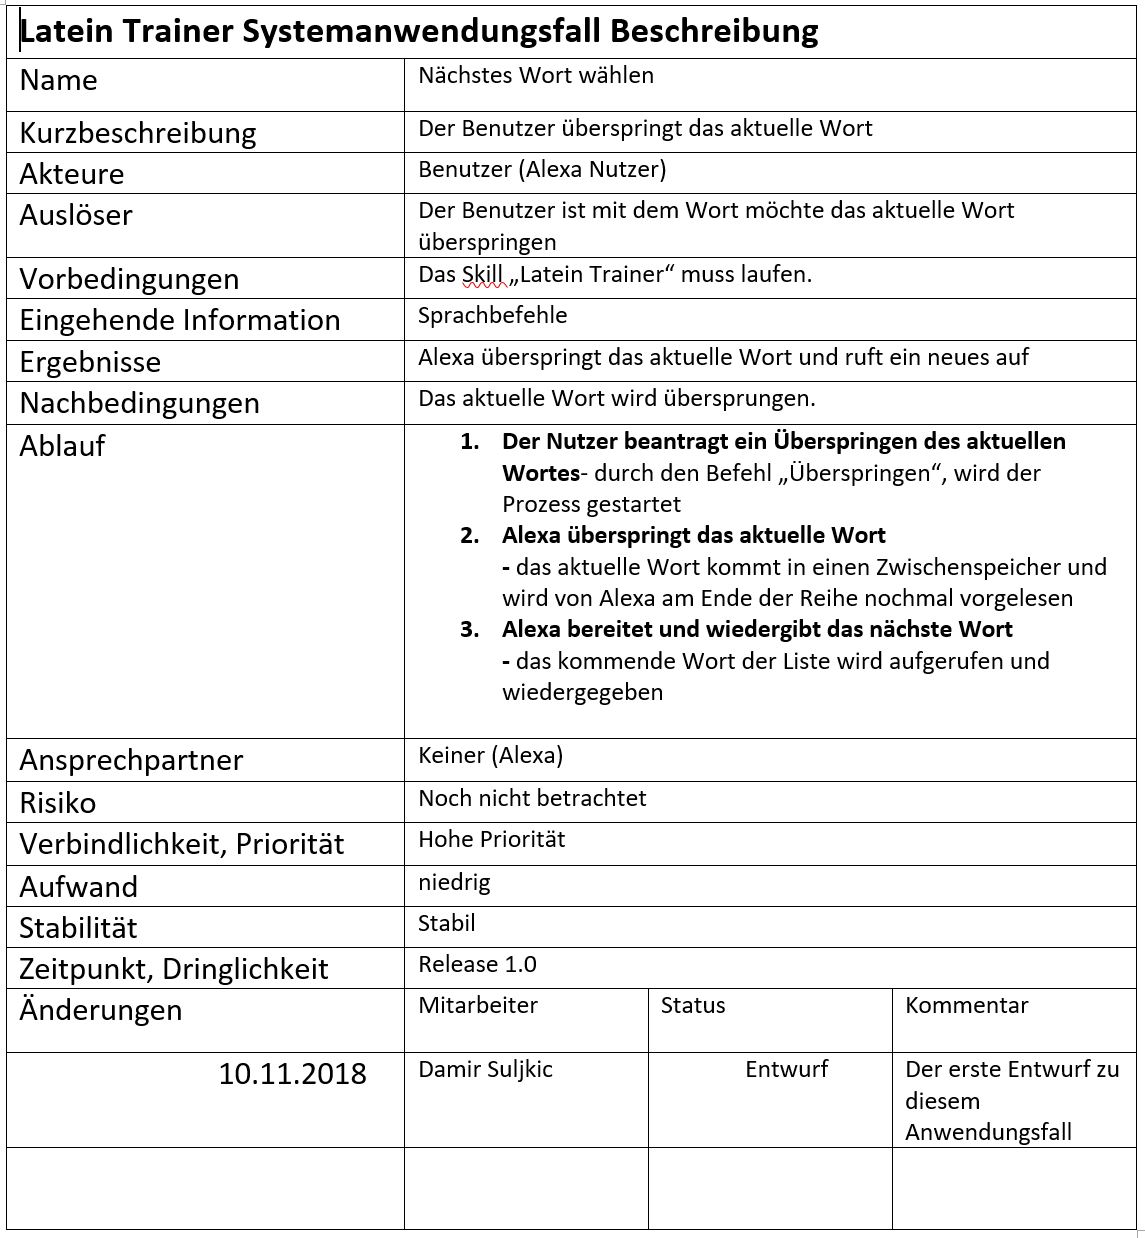 Latein Trainer Systemanwendungsfall Beschreibung
Name
Nächstes Wort wählen
Kurzbeschreibung
Der Benutzer überspringt das aktuelle Wort
Akteure
Benutzer (Alexa Nutzer)
Auslöser
Der Benutzer ist mit dem Wort möchte das aktuelle Wort
überspringen
Vorbedingungen
Das Skill „Latein Trainer“ muss laufen.
Eingehende Information
Sprachbefehle
Ergebnisse
Alexa überspringt das aktuelle Wort und ruft ein neues auf
Nachbedingungen
Das aktuelle Wort wird übersprungen.
Ablauf
1. Der Nutzer beantragt ein Überspringen des aktuellen
Wortes- durch den Befehl „Überspringen“, wird der
Prozess gestartet
2. Alexa überspringt das aktuelle Wort
- das aktuelle Wort kommt in einen Zwischenspeicher und
wird von Alexa am Ende der Reihe nochmal vorgelesen
3. Alexa bereitet und wiedergibt das nächste Wort
- das kommende Wort der Liste wird aufgerufen und
wiedergegeben
Ansprechpartner
Keiner (Alexa)
Risiko
Noch nicht betrachtet
Verbindlichkeit, Priorität
Hohe Priorität
Aufwand
niedrig
Stabilität
Stabil
Zeitpunkt, Dringlichkeit
Release 1.0
Änderungen
Mitarbeiter
Status
Kommentar
10.11.2018
Damir Suljkic
Entwurf
Der erste Entwurf zu
diesem
Anwendungsfall